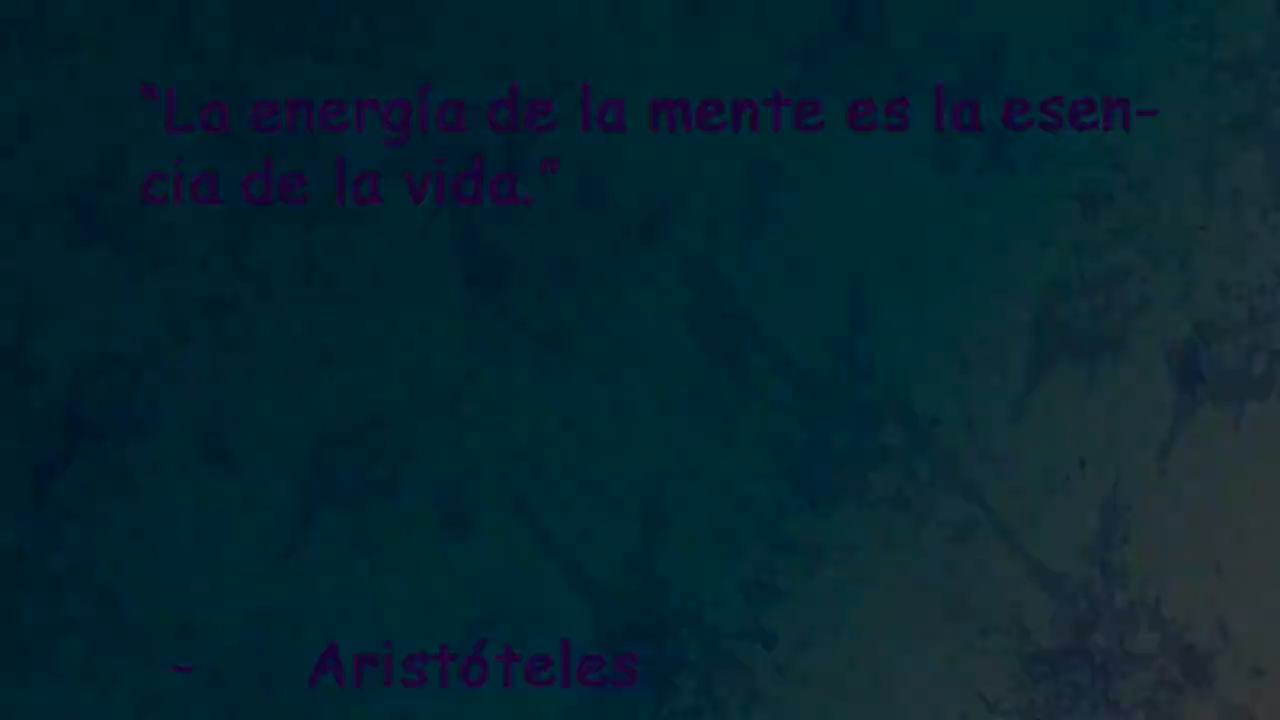 “La energía de la mente es la esen-
cia de la vida.”
- Aristóteles